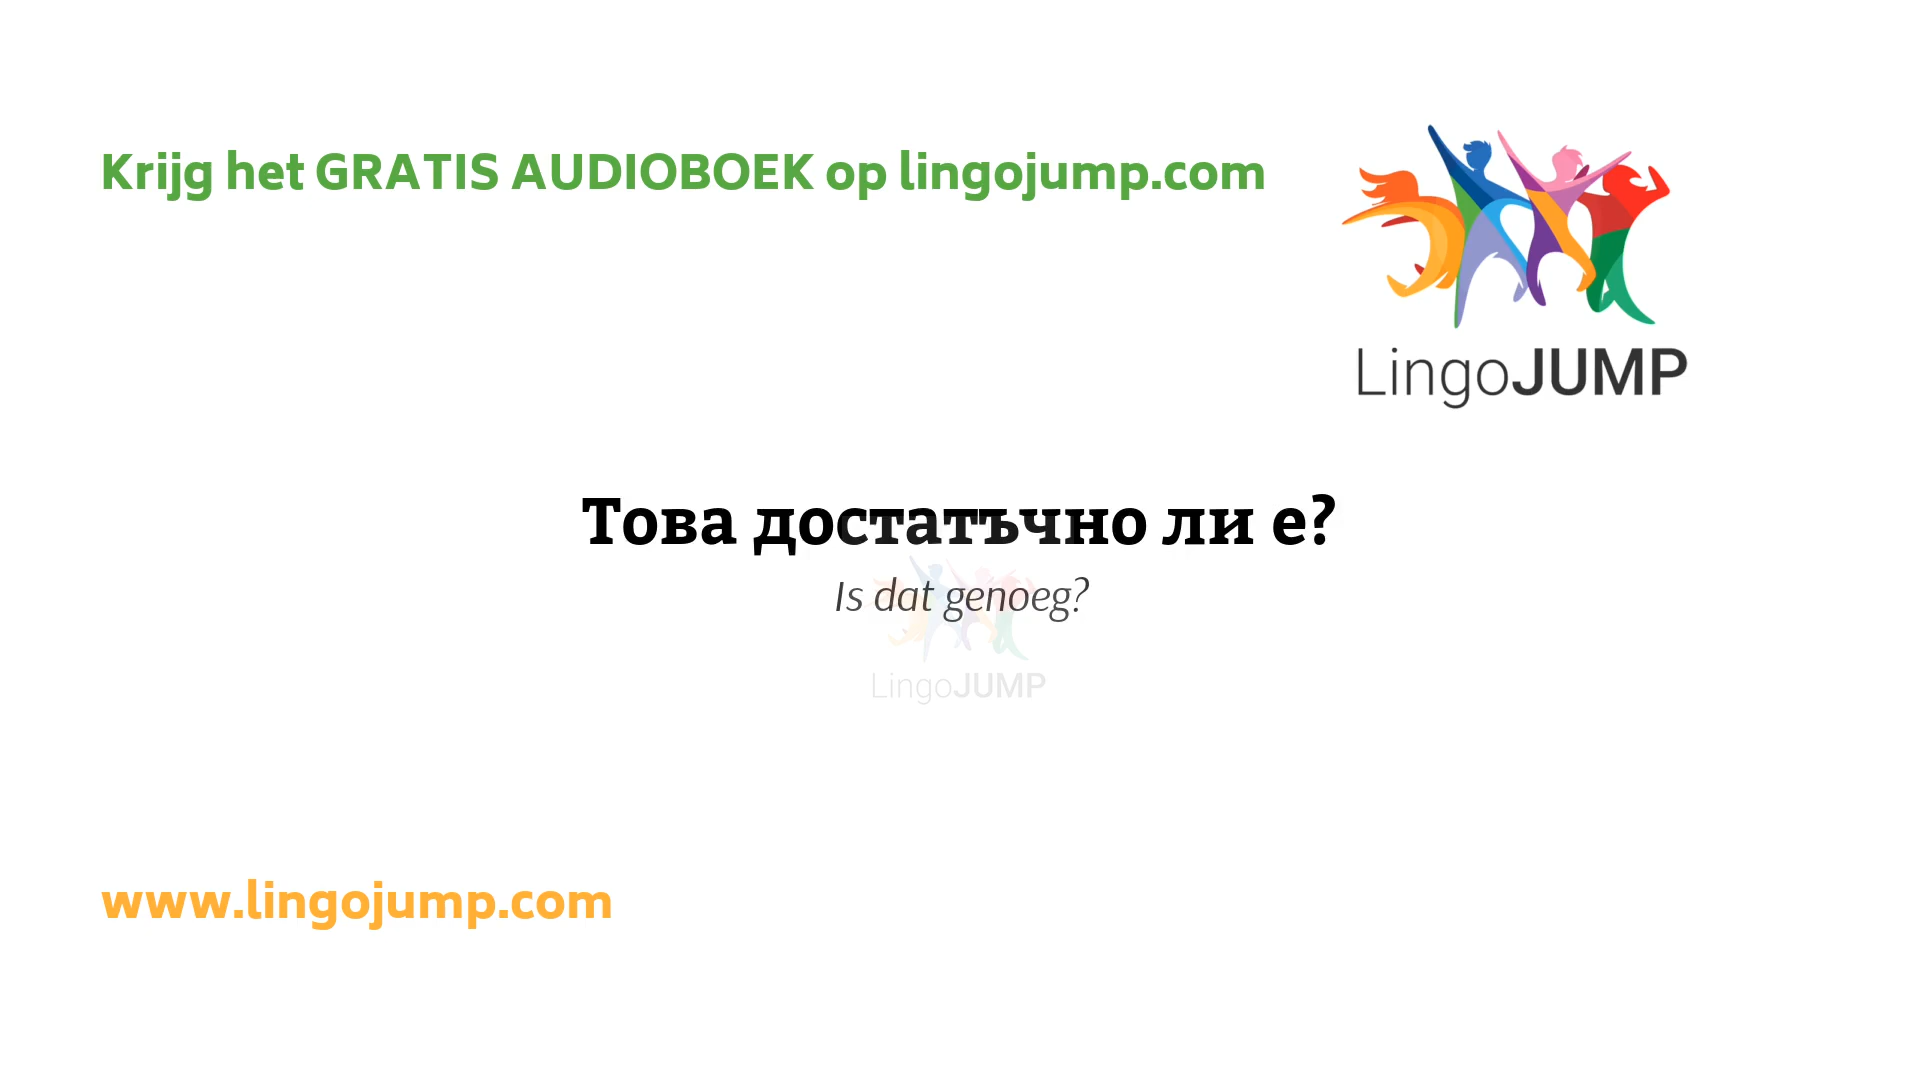 Krijg het GRATIS AUDIOBOEK op lingojump.com
LingoJUMP
Това достатъчно ли е?
Is dat genoeg?
LingoJUMP
www.lingojump.com